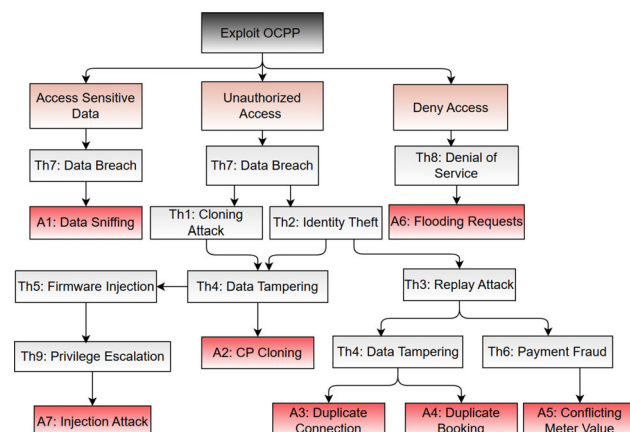 Exploit OCPP
Access Sensitive
Data
Unauthorized
Access
Deny Access
Th7: Data Breach
Th7: Data Breach
Th8: Denial of
Service
A1: Data Sniffing
Th1: Cloning
Attack
Th2: Identity Theft
A6: Flooding Requests
Th5: Firmware Injection
Th4: Data Tampering
Th3: Replay Attack
Th9: Privilege Escalation
A2: CP Cloning
Th4: Data Tampering
Th6: Payment Fraud
A7: Injection Attack
A3: Duplicate
Connection
A4: Duplicate
Booking
A5: Conflicting
Meter Value